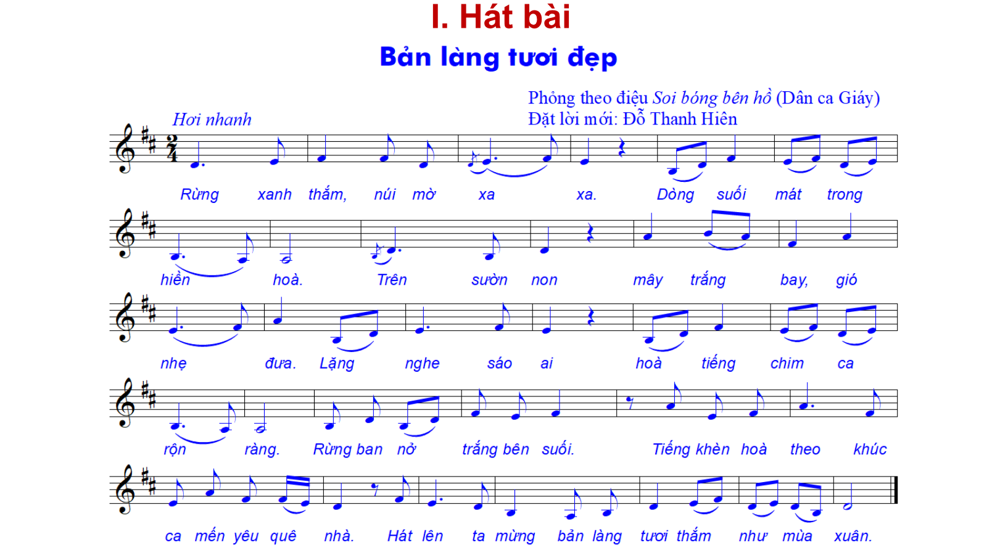 I. Hát bài
Bản làng tươi đẹp
Phỏng theo điệu Soi bóng bên hồ (Dân ca Giáy)
Hơi nhanh
Đặt lời mới: Đỗ Thanh Hiên
2
4
Rừng xanh thắm, núi mờ xa xa. Dòng suối mát trong
hiền hoà. Trên sườn non mây trắng bay, gió
nhẹ đưa. Lặng nghe sáo ai hoà tiếng chim ca
rộn ràng. Rừng ban nở trắng bên suối. Tiếng khèn hoà theo khúc
ca mến yêu quê nhà. Hát lên ta mừng bản làng tươi thắm như mùa xuân.